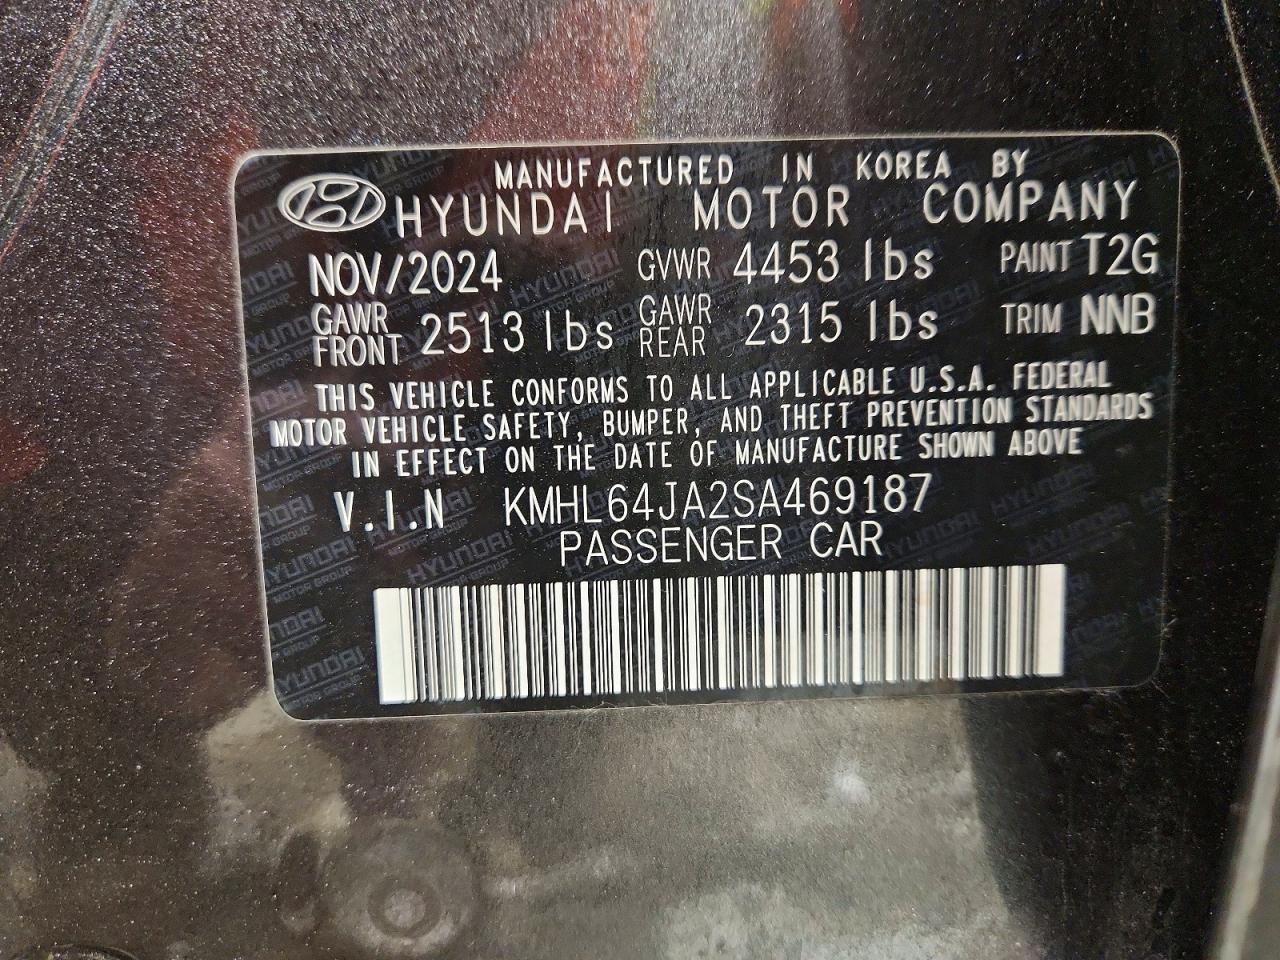 MANUFACTURED IN KOREA BY
HYUNDAI MOTOR COMPANY
NOV/2024 GVWR 4453 lbs PAINT T2G
GAWR FRONT 2513 lbs GAWR REAR 2315 lbs TRIM NNB
THIS VEHICLE CONFORMS TO ALL APPLICABLE U.S.A. FEDERAL
MOTOR VEHICLE SAFETY, BUMPER, AND THEFT PREVENTION STANDARDS
IN EFFECT ON THE DATE OF MANUFACTURE SHOWN ABOVE
V.I.N KMHL64JA2SA469187
PASSENGER CAR